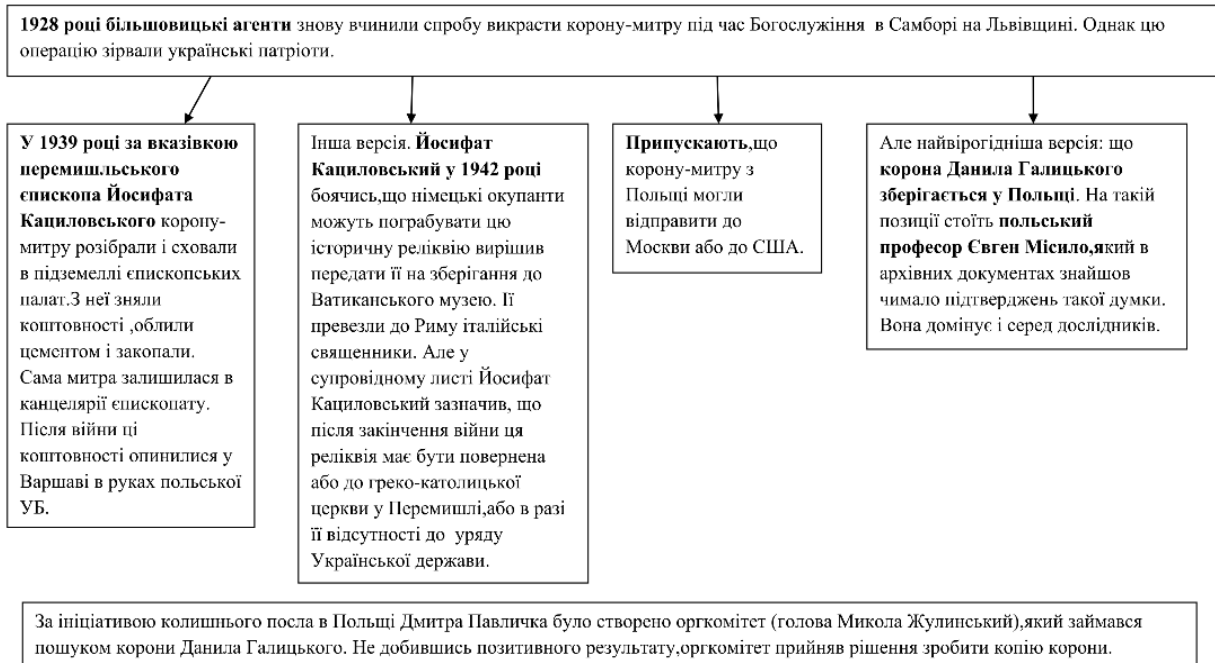 1928 році більшовицькі агенти знову вчинили спробу викрасти корону-митру під час Богослужіння в Самборі на Львівщині. Однак цю
операцію зірвали українські патріоти.
У 1939 році за вказівкою
перемишльського
єпископа Йосифата
Кациловського корону-
митру розібрали і сховали
в підземеллі єпископських
палат.З неї зняли
коштовності ,облили
цементом і закопали.
Сама митра залишилася в
канцелярії єпископату.
Після війни ці
коштовності опинилися у
Варшаві в руках польської
УБ.
Інша версія. Йосифат
Кациловський у 1942 році
боячись,що німецькі окупанти
можуть пограбувати цю
історичну реліквію вирішив
передати її на зберігання до
Ватиканського музею. Її
превезли до Риму італійські
священники. Але у
супровідному листі Йосифат
Кациловський зазначив, що
після закінчення війни ця
реліквія має бути повернена
або до греко-католицької
церкви у Перемишлі,або в разі
її відсутності до уряду
Української держави.
Припускають,що
корону-митру з
Польщі могли
відправити до
Москви або до США.
Але найвірогідніша версія: що
корона Данила Галицького
зберігається у Польщі. На такій
позиції стоїть польський
професор Євген Місило,який в
архівних документах знайшов
чимало підтверджень такої думки.
Вона домінує і серед дослідників.
За ініціативою колишнього посла в Польщі Дмитра Павличка було створено оргкомітет (голова Микола Жулинський),який займався
пошуком корони Данила Галицького. Не добившись позитивного результату,оргкомітет прийняв рішення зробити копію корони.